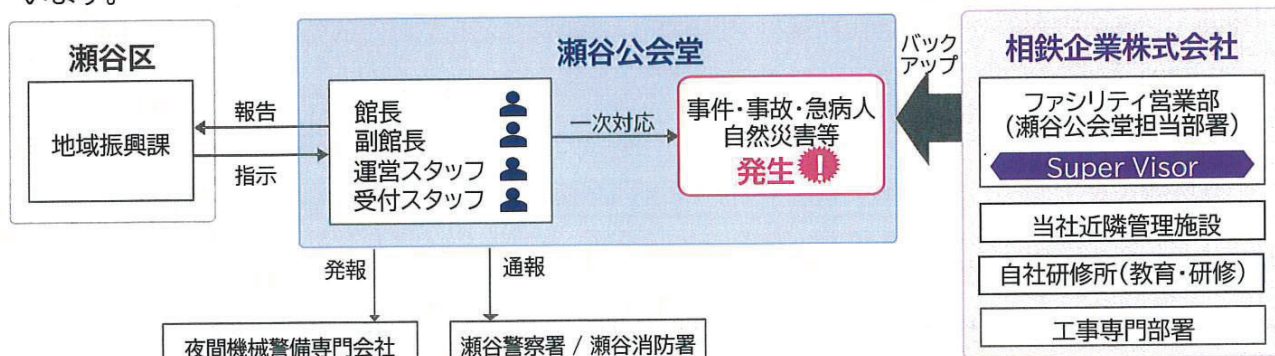 います。
瀬谷区
地域振興課
報告
指示
瀬谷公会堂
館長
副館長
運営スタッフ
受付スタッフ
一次対応
事件・事故・急病人
自然災害等
発生!
バック
アップ
相鉄企業株式会社
ファシリティ営業部
(瀬谷公会堂担当部署)
Super Visor
当社近隣管理施設
自社研修所(教育・研修)
工事専門部署
発報
通報
夜間機械警備専門会社
瀬谷警察署 / 瀬谷消防署